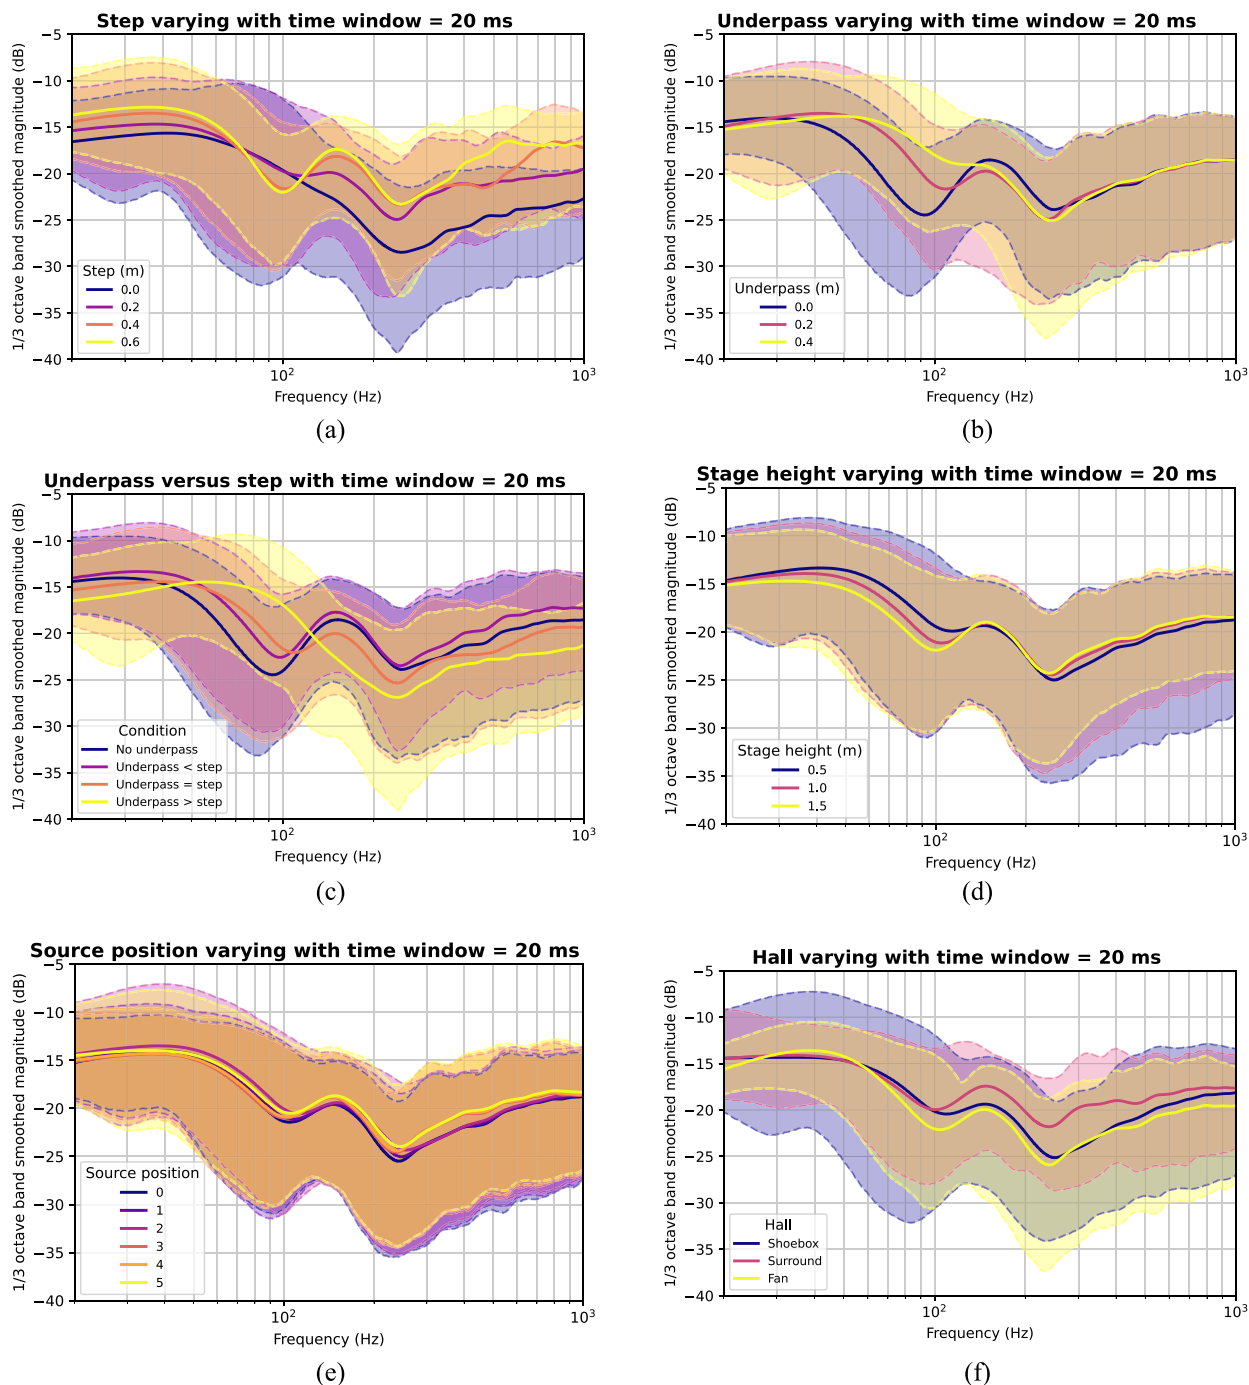 Step varying with time window = 20 ms
1/3 octave band smoothed magnitude (dB)
−5
−10
−15
−20
−25
−30
−35
−40
Step (m)
0.0
0.2
0.4
0.6
10²
10³
Frequency (Hz)
(a)
Underpass varying with time window = 20 ms
1/3 octave band smoothed magnitude (dB)
−5
−10
−15
−20
−25
−30
−35
−40
Underpass (m)
0.0
0.2
0.4
10²
10³
Frequency (Hz)
(b)
Underpass versus step with time window = 20 ms
1/3 octave band smoothed magnitude (dB)
−5
−10
−15
−20
−25
−30
−35
−40
Condition
No underpass
Underpass < step
Underpass = step
Underpass > step
10²
10³
Frequency (Hz)
(c)
Stage height varying with time window = 20 ms
1/3 octave band smoothed magnitude (dB)
−5
−10
−15
−20
−25
−30
−35
−40
Stage height (m)
0.5
1.0
1.5
10²
10³
Frequency (Hz)
(d)
Source position varying with time window = 20 ms
1/3 octave band smoothed magnitude (dB)
−5
−10
−15
−20
−25
−30
−35
−40
Source position
0
1
2
3
4
5
10²
10³
Frequency (Hz)
(e)
Hall varying with time window = 20 ms
1/3 octave band smoothed magnitude (dB)
−5
−10
−15
−20
−25
−30
−35
−40
Hall
Shoebox
Surround
Fan
10²
10³
Frequency (Hz)
(f)